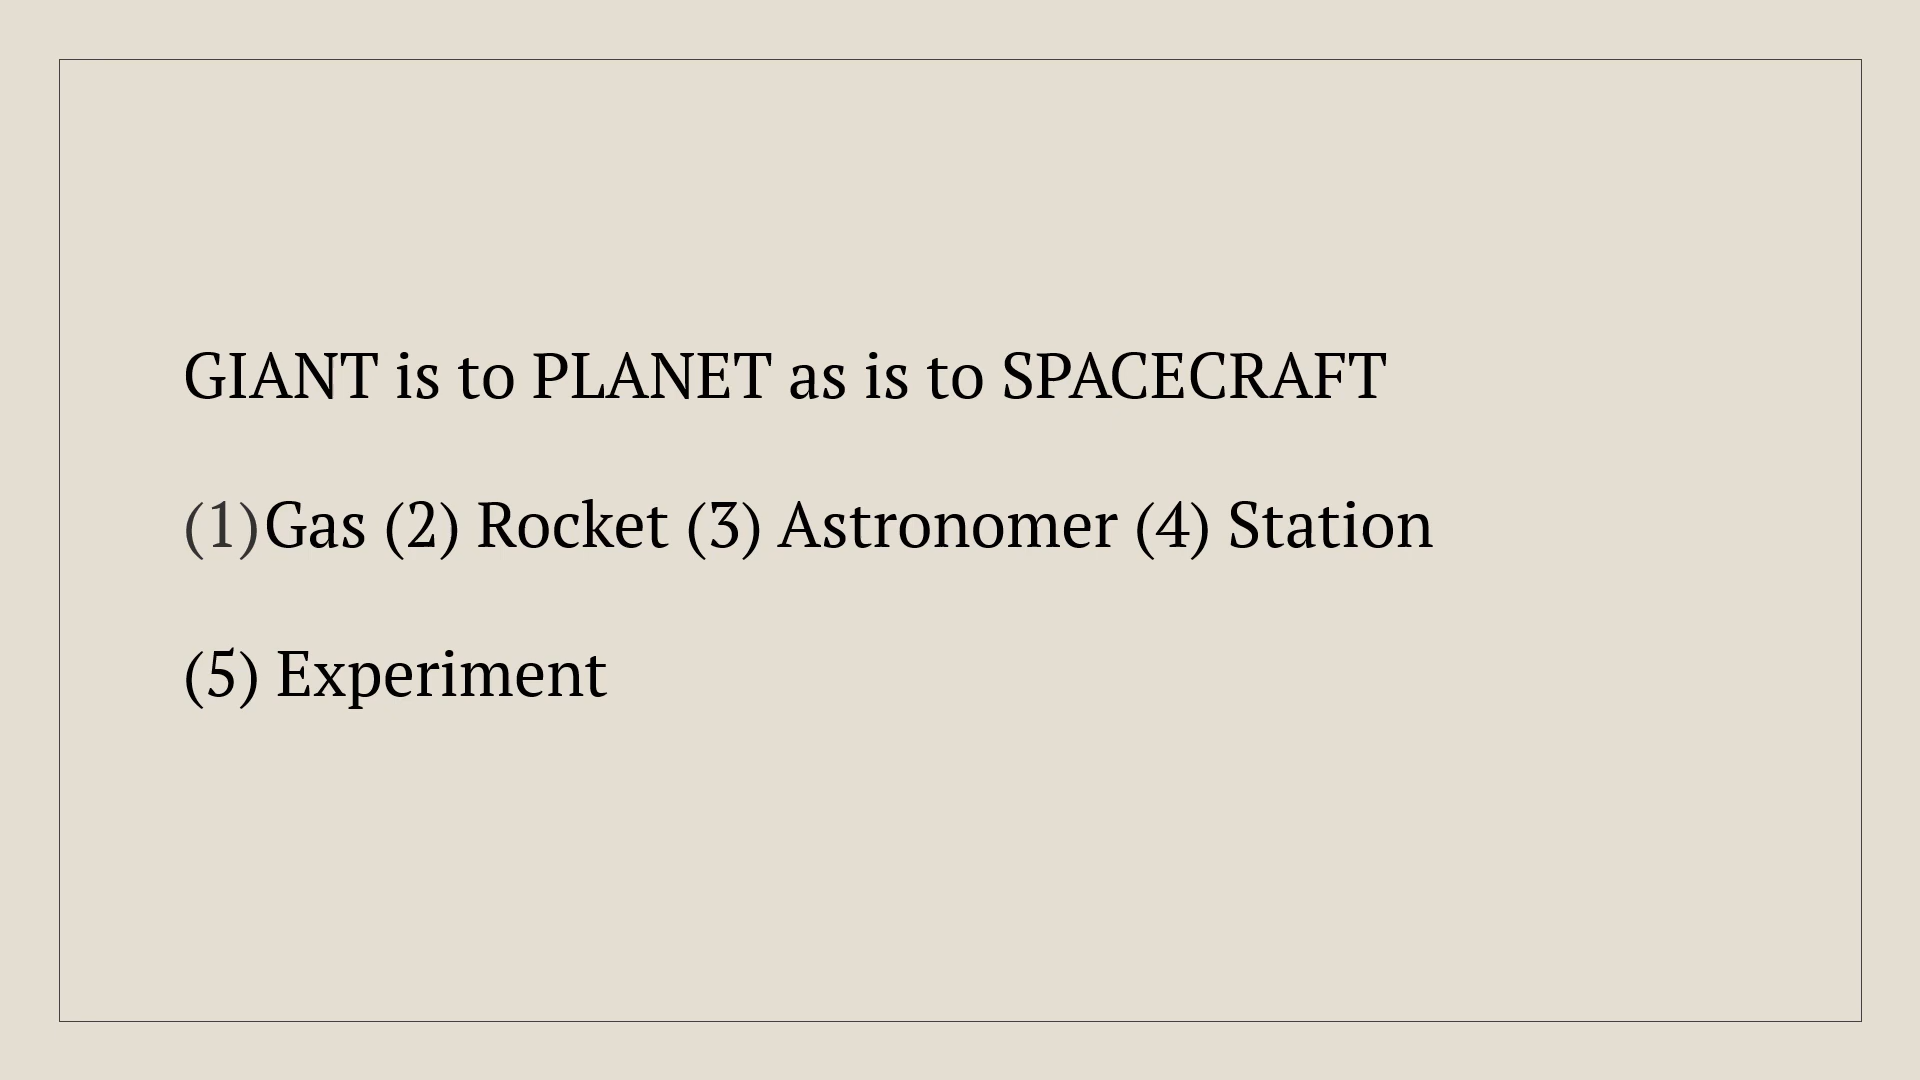 GIANT is to PLANET as is to SPACECRAFT
(1)Gas (2) Rocket (3) Astronomer (4) Station
(5) Experiment